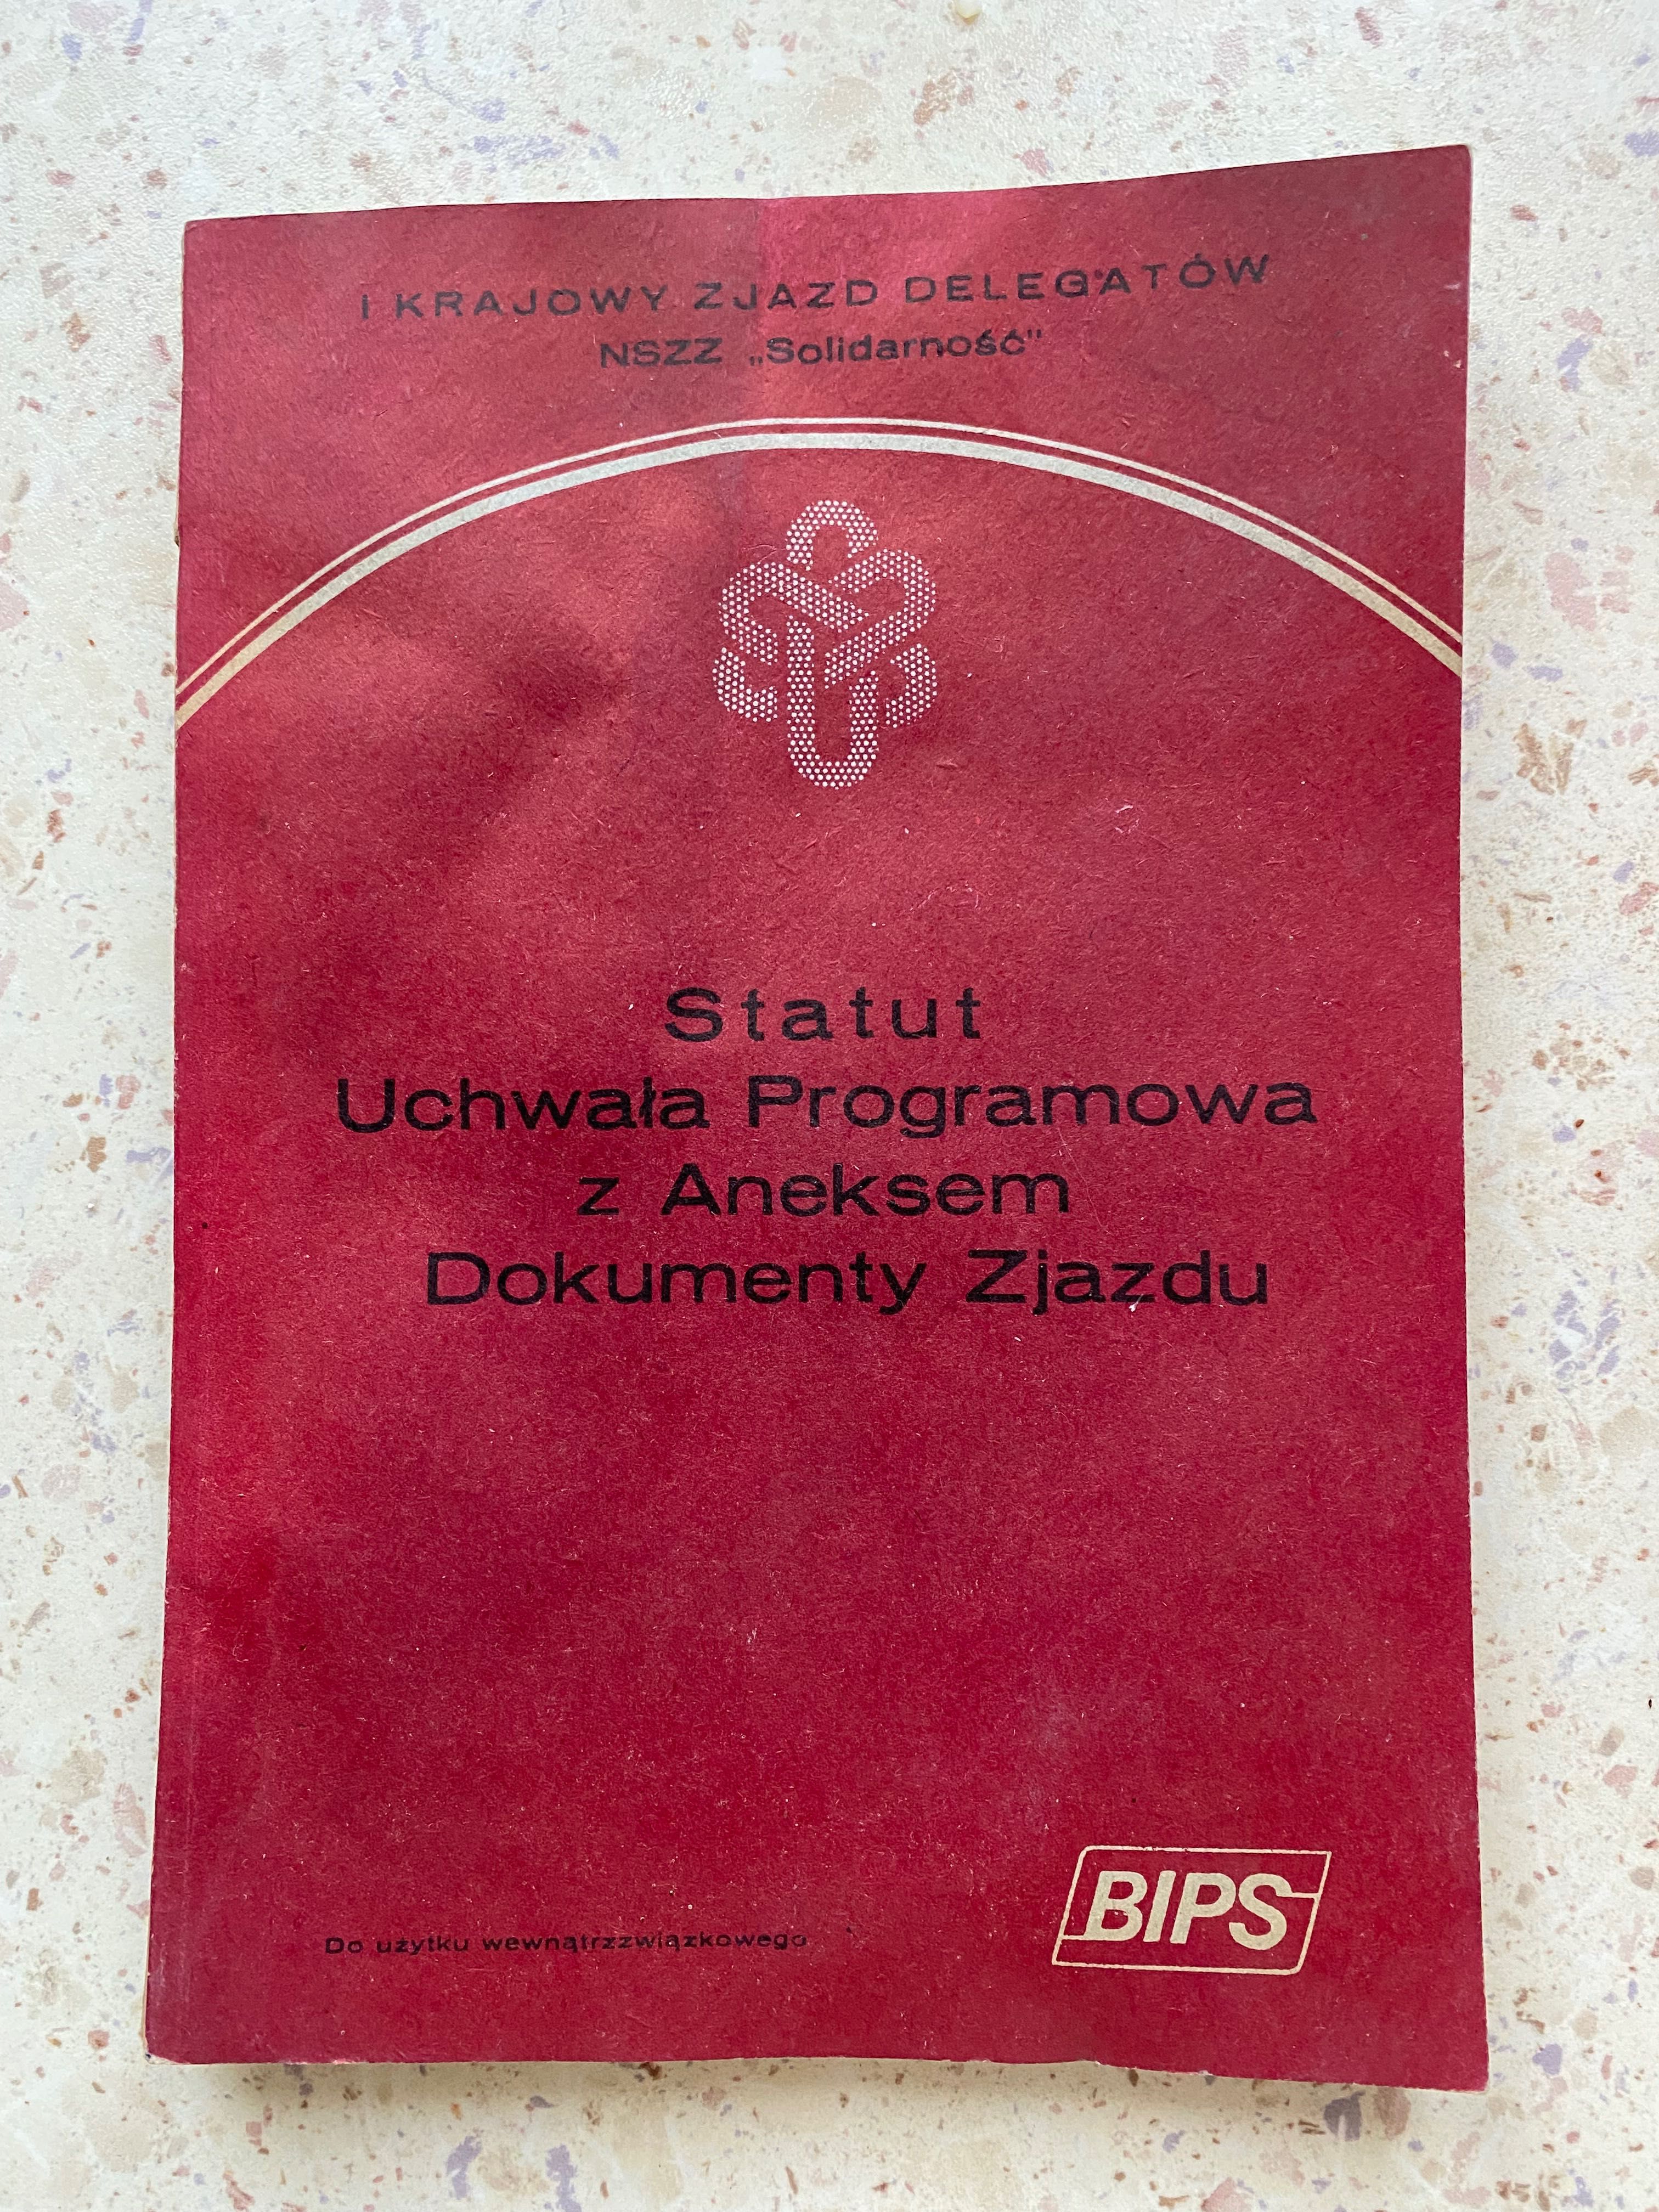 I KRAJOWY ZJAZD DELEGATÓW
NSZZ „Solidarność"
Statut
Uchwała Programowa
z Aneksem
Dokumenty Zjazdu
Do użytku wewnątrzzwiązkowego
BIPS